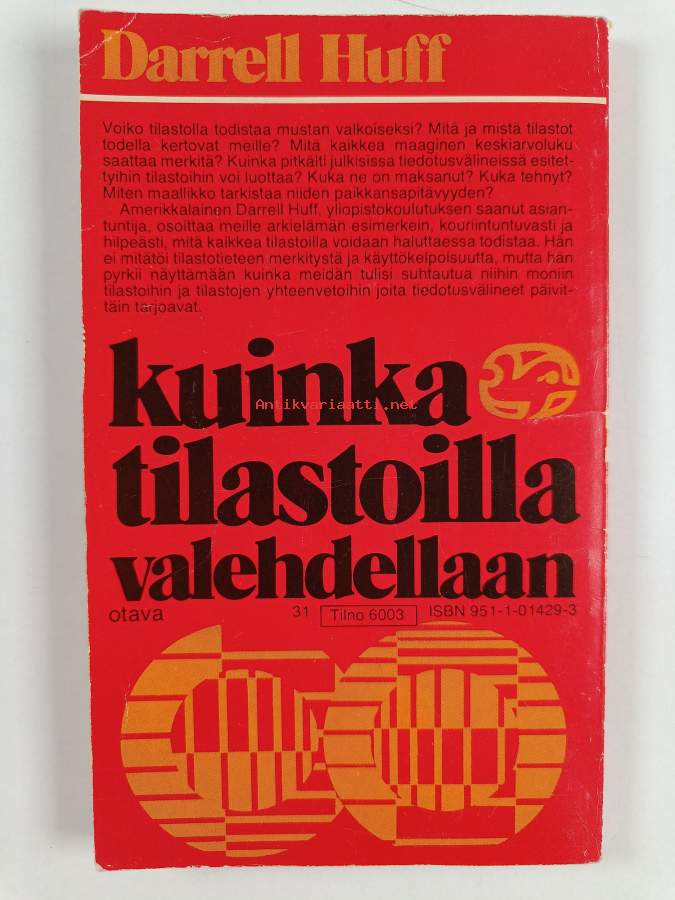 Darrell Huff
Voiko tilastolla todistaa mustan valkoiseksi? Mitä ja mistä tilastot
todella kertovat meille? Mitä kaikkea maaginen keskiarvoluku
saattaa merkitä? Kuinka pitkälti julkisissa tiedotusvälineissä esitet-
tyihin tilastoihin voi luottaa? Kuka ne on maksanut? Kuka tehnyt?
Miten maallikko tarkistaa niiden paikkansapitävyyden?
Amerikkalainen Darrell Huff, yliopistokoulutuksen saanut asian-
tuntija, osoittaa meille arkielämän esimerkein, kouriintuntuvasti ja
hilpeästi, mitä kaikkea tilastoilla voidaan haluttaessa todistaa. Hän
ei mitätöi tilastotieteen merkitystä ja käyttökelpoisuutta, mutta hän
pyrkii näyttämään kuinka meidän tulisi suhtautua niihin moniin
tilastoihin ja tilastojen yhteenvetoihin joita tiedotusvälineet päivit-
täin tarjoavat.
kuinka
Antikvariaatti.net
tilastoilla
valehdellaan
otava 31 Tilno 6003 ISBN 951-1-01429-3